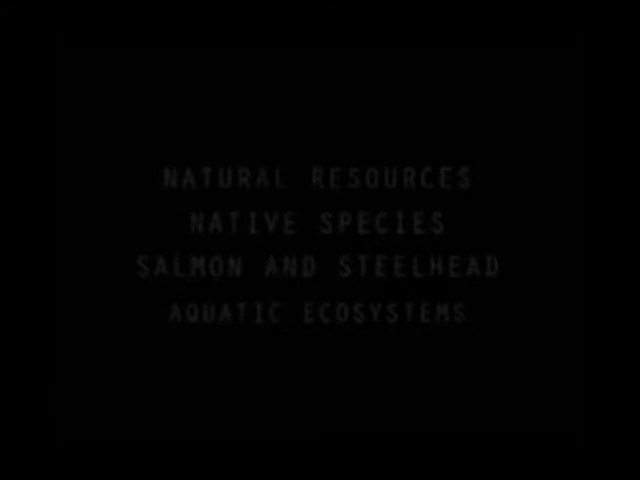 NATURAL RESOURCES
NATIVE SPECIES
SALMON AND STEELHEAD
AQUATIC ECOSYSTEMS